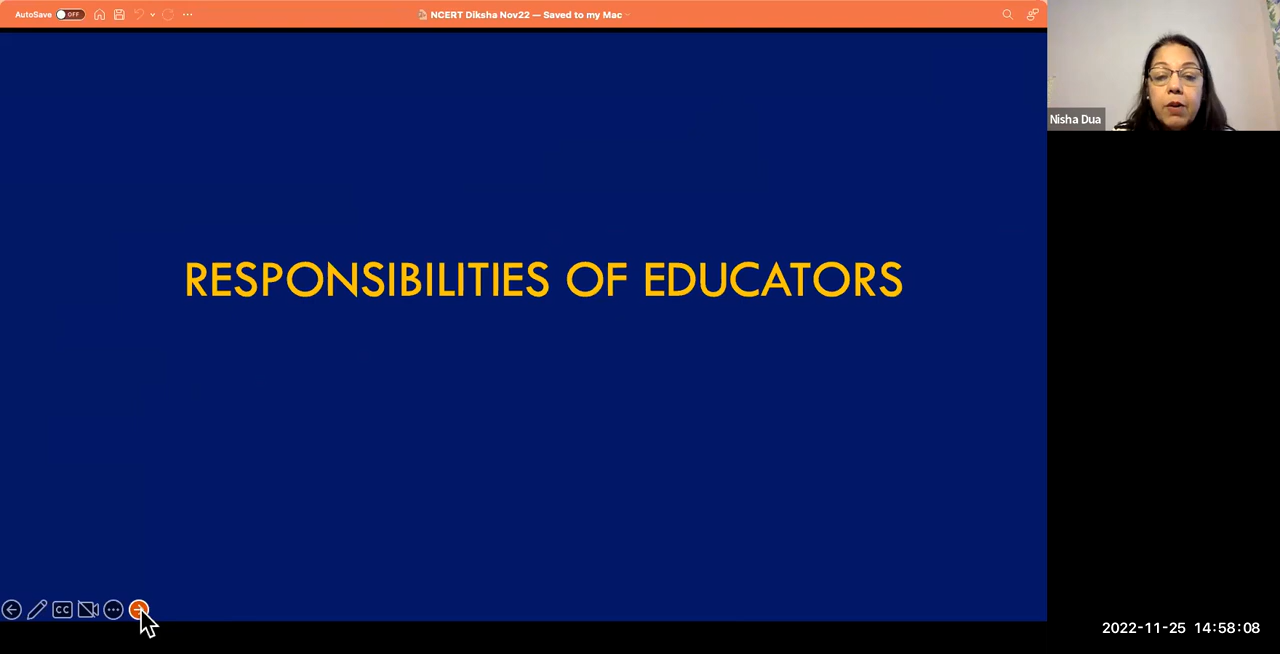 AutoSave OFF
NCERT Diksha Nov22 — Saved to my Mac
Nisha Dua
RESPONSIBILITIES OF EDUCATORS
CC
2022-11-25 14:58:08